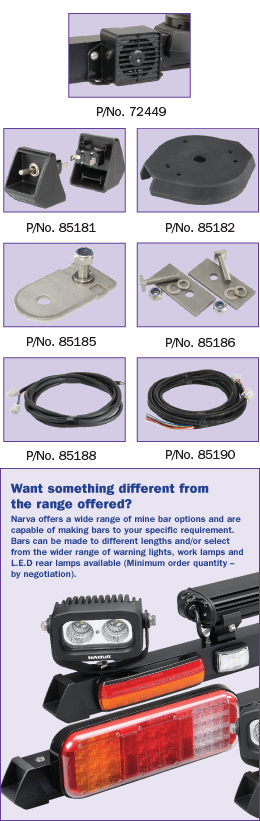 P/No. 72449
P/No. 85181
P/No. 85182
P/No. 85185
P/No. 85186
P/No. 85188
P/No. 85190
Want something different from
the range offered?
Narva offers a wide range of mine bar options and are
capable of making bars to your specific requirement.
Bars can be made to different lengths and/or select
from the wider range of warning lights, work lamps and
L.E.D rear lamps available (Minimum order quantity –
by negotiation).
NARVA